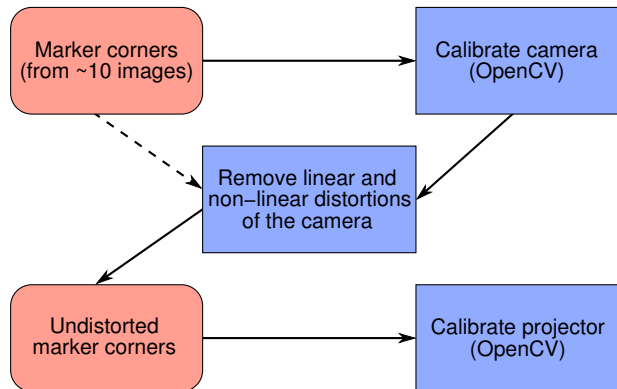 Marker corners
(from ~10 images)
Calibrate camera
(OpenCV)
Remove linear and
non−linear distortions
of the camera
Undistorted
marker corners
Calibrate projector
(OpenCV)